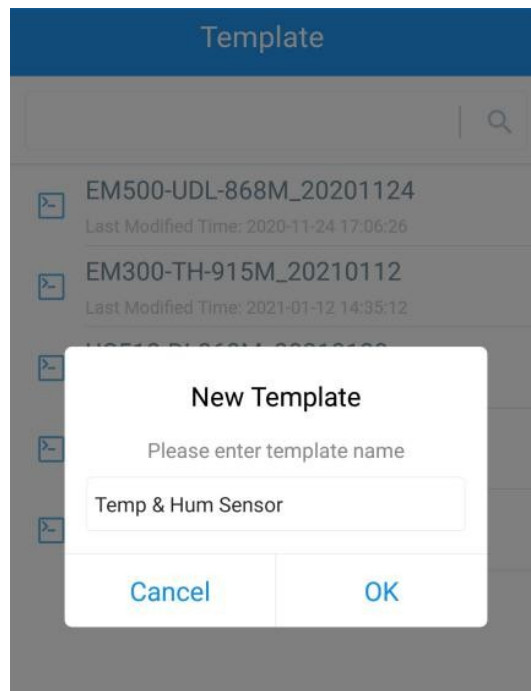 Template
EM500-UDL-868M_20201124
Last Modified Time: 2020-11-24 17:06:26
EM300-TH-915M_20210112
Last Modified Time: 2021-01-12 14:35:12
New Template
Please enter template name
Temp & Hum Sensor
Cancel
OK